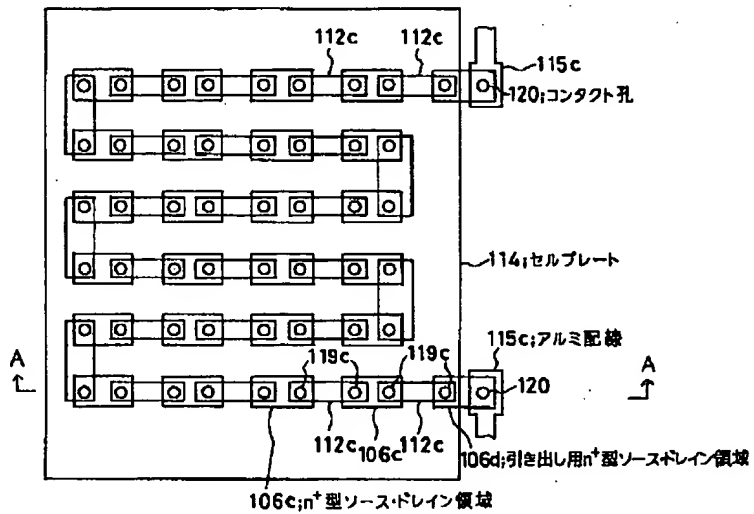 112c
112c
115c
120;コンタクト孔
114;セルプレート
115c;アルミ配線
A
A
119c
119c
120
112c
106c
112c
106d;引き出し用n+型ソース・ドレイン領域
106c;n+型ソース・ドレイン領域